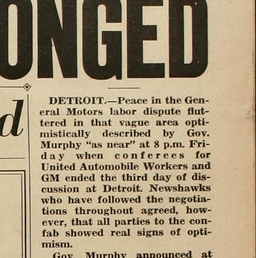 ONGED
d
DETROIT.—Peace in the Gen-
eral Motors labor dispute flut-
tered in that vague area opti-
mistically described by Gov.
Murphy "as near" at 8 p.m. Fri-
day when conferees for
United Automobile Workers and
GM ended the third day of dis-
cussion at Detroit. Newshawks
who have followed the negotia-
tions throughout agreed, how-
ever, that all parties to the con-
fab showed real signs of opti-
mism.
Gov. Murphy announced at